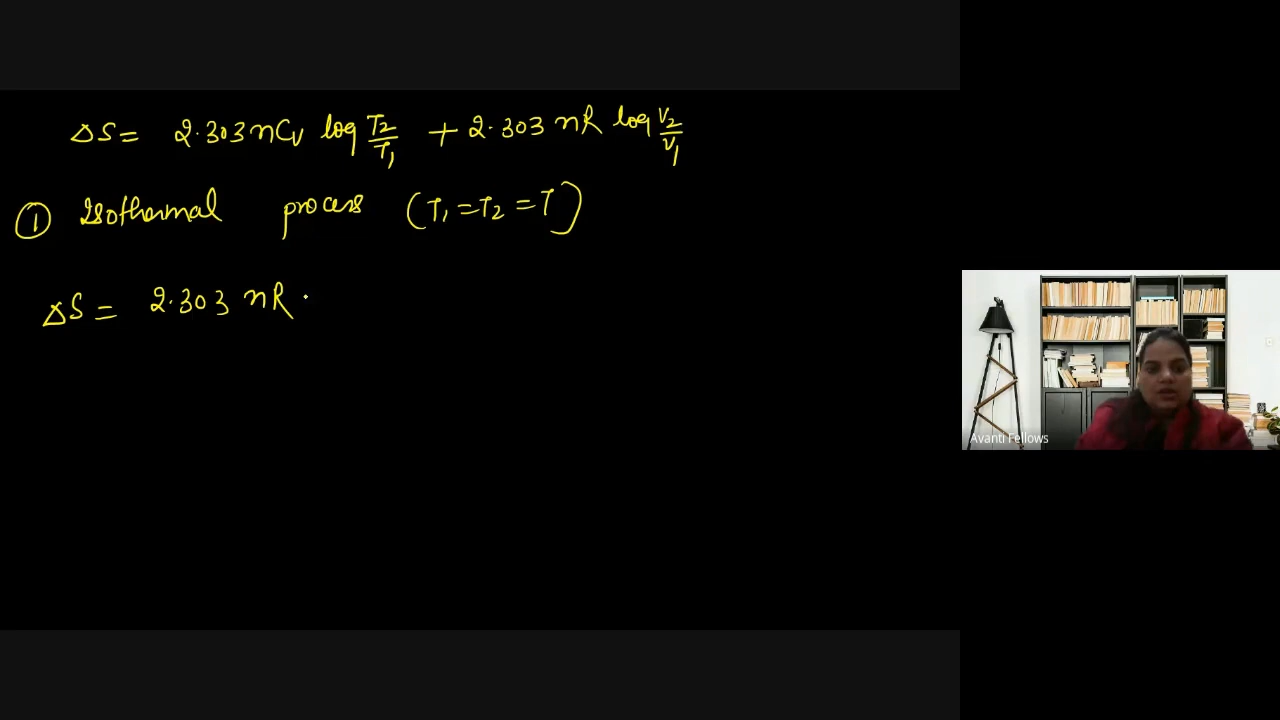 ΔS = 2.303 nCv log T2/T1 + 2.303 nR log V2/V1
① Isothermal process (T1 = T2 = T)
ΔS = 2.303 nR ·
Avanti Fellows